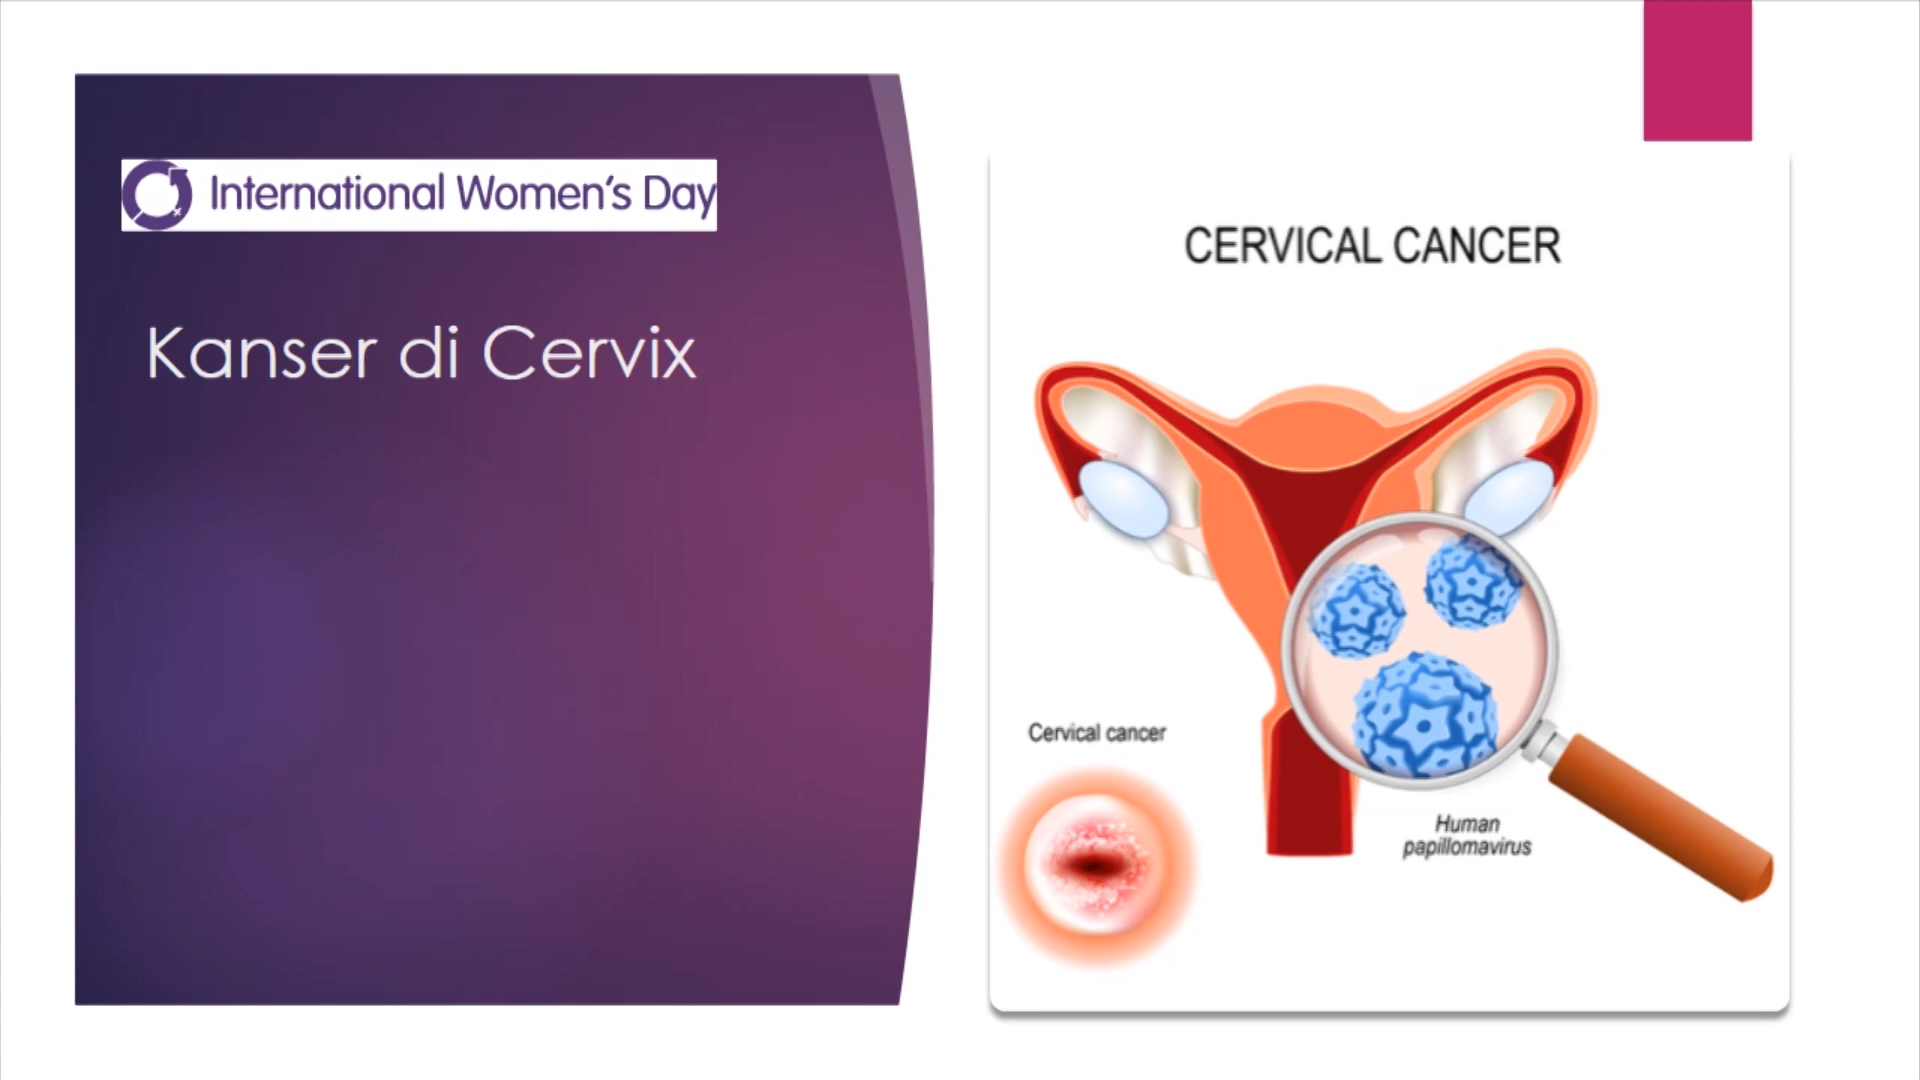 International Women's Day
Kanser di Cervix
CERVICAL CANCER
Cervical cancer
Human
papillomavirus